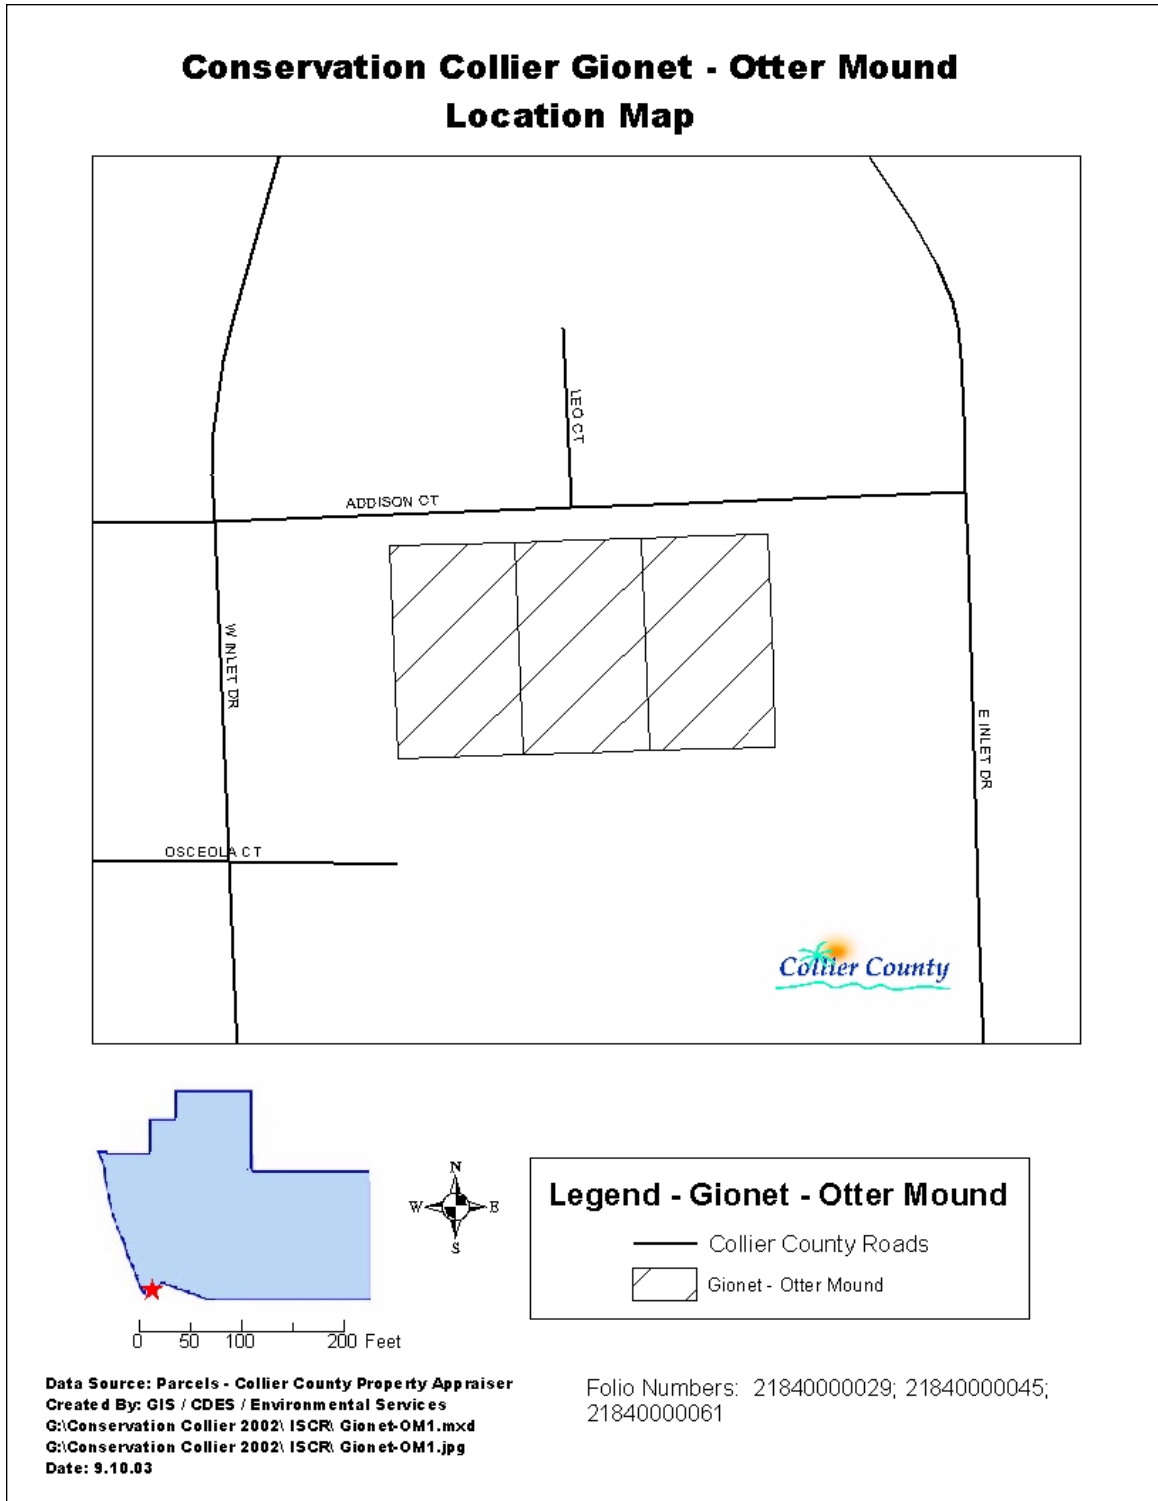 Conservation Collier Gionet - Otter Mound
Location Map
LEO CT
ADDISON CT
W INLET DR
E INLET DR
OSCEOLA CT
Collier County
N
W E
S
Legend - Gionet - Otter Mound
Collier County Roads
Gionet - Otter Mound
0 50 100 200 Feet
Data Source: Parcels - Collier County Property Appraiser
Created By: GIS / CDES / Environmental Services
G:\Conservation Collier 2002\ ISCR\ Gionet-OM1.mxd
G:\Conservation Collier 2002\ ISCR\ Gionet-OM1.jpg
Date: 9.10.03
Folio Numbers: 21840000029; 21840000045;
21840000061